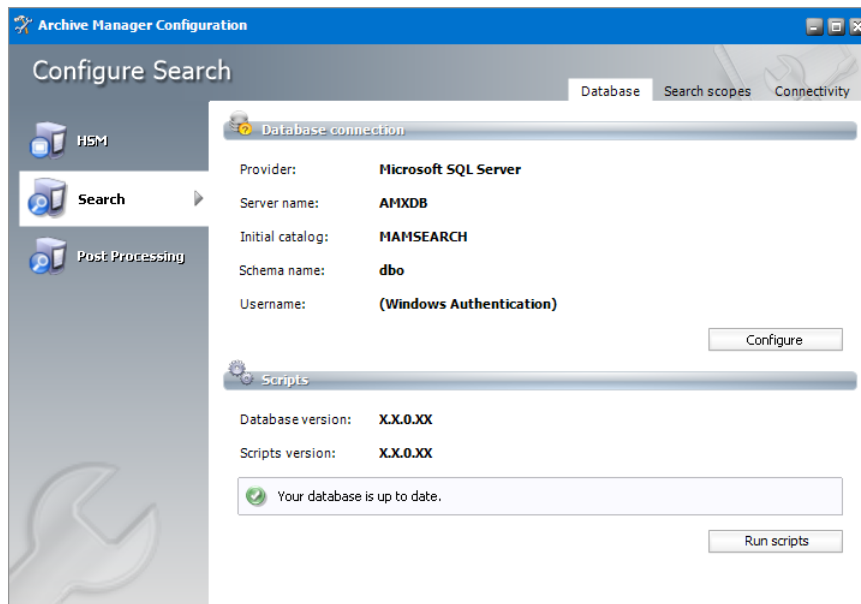 Archive Manager Configuration
Configure Search
Database Search scopes Connectivity
HSM
Search
Post Processing
Database connection
Provider: Microsoft SQL Server
Server name: AMXDB
Initial catalog: MAMSEARCH
Schema name: dbo
Username: (Windows Authentication)
Configure
Scripts
Database version: X.X.0.XX
Scripts version: X.X.0.XX
Your database is up to date.
Run scripts